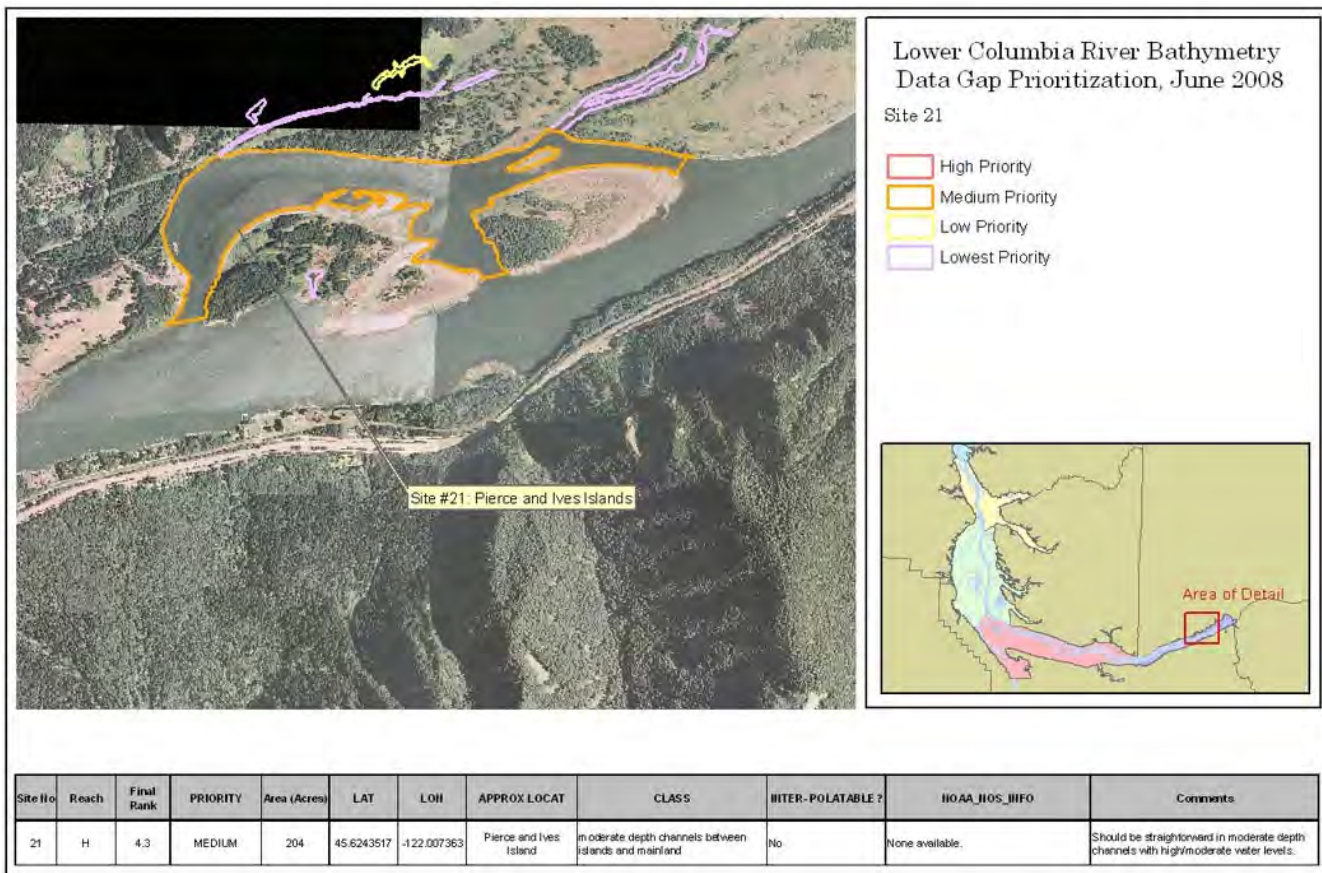 Lower Columbia River Bathymetry
Data Gap Prioritization, June 2008
Site 21
High Priority
Medium Priority
Low Priority
Lowest Priority
Site #21: Pierce and Ives Islands
Area of Detail
Site No Reach Final Rank PRIORITY Area (Acres) LAT LON APPROX LOCAT CLASS INTER-POLATABLE ? NOAA_NOS_INFO Comments
21 H 4.3 MEDIUM 204 45.6243517 -122.007363 Pierce and Ives Island moderate depth channels between islands and mainland No None available. Should be straighforward in moderate depth channels with high/moderate water levels.